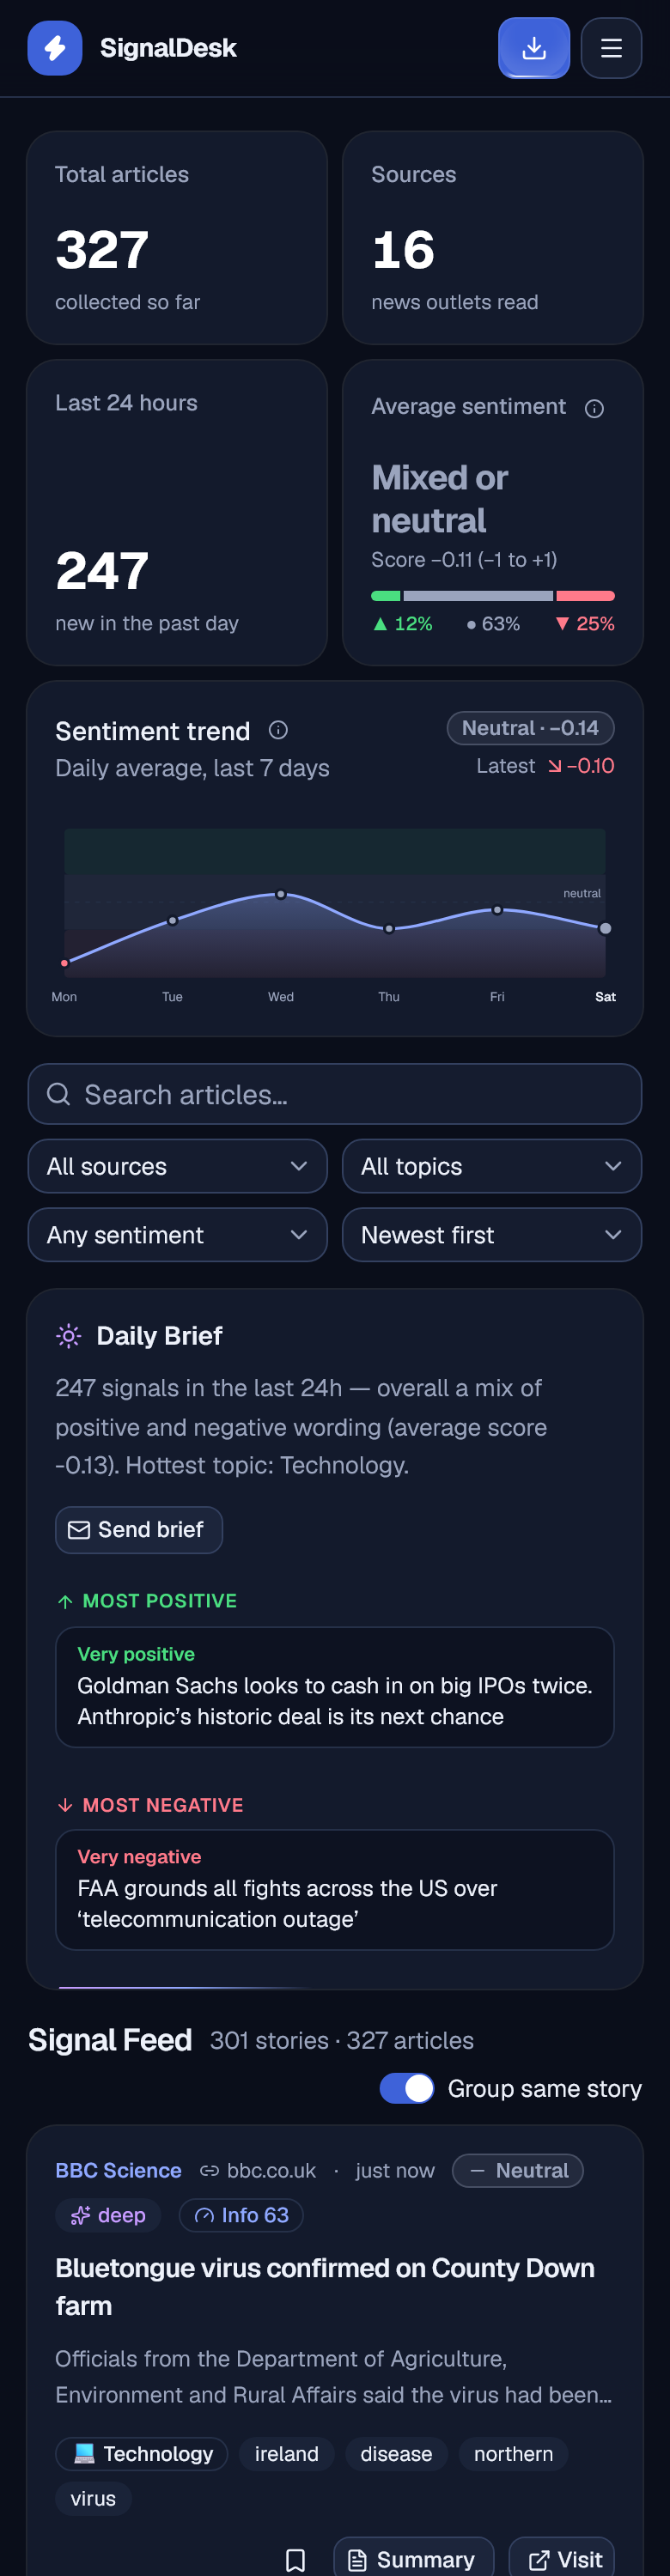 SignalDesk
Total articles
327
collected so far
Sources
16
news outlets read
Last 24 hours
247
new in the past day
Average sentiment
Mixed or
neutral
Score −0.11 (−1 to +1)
▲ 12%
● 63%
▼ 25%
Sentiment trend
Daily average, last 7 days
Neutral · −0.14
Latest ↘ −0.10
neutral
Mon Tue Wed Thu Fri Sat
Search articles...
All sources
All topics
Any sentiment
Newest first
Daily Brief
247 signals in the last 24h — overall a mix of
positive and negative wording (average score
-0.13). Hottest topic: Technology.
Send brief
↑ MOST POSITIVE
Very positive
Goldman Sachs looks to cash in on big IPOs twice.
Anthropic’s historic deal is its next chance
↓ MOST NEGATIVE
Very negative
FAA grounds all fights across the US over
‘telecommunication outage’
Signal Feed 301 stories · 327 articles
Group same story
BBC Science bbc.co.uk · just now — Neutral
deep Info 63
Bluetongue virus confirmed on County Down
farm
Officials from the Department of Agriculture,
Environment and Rural Affairs said the virus had been...
Technology ireland disease northern
virus
Summary Visit